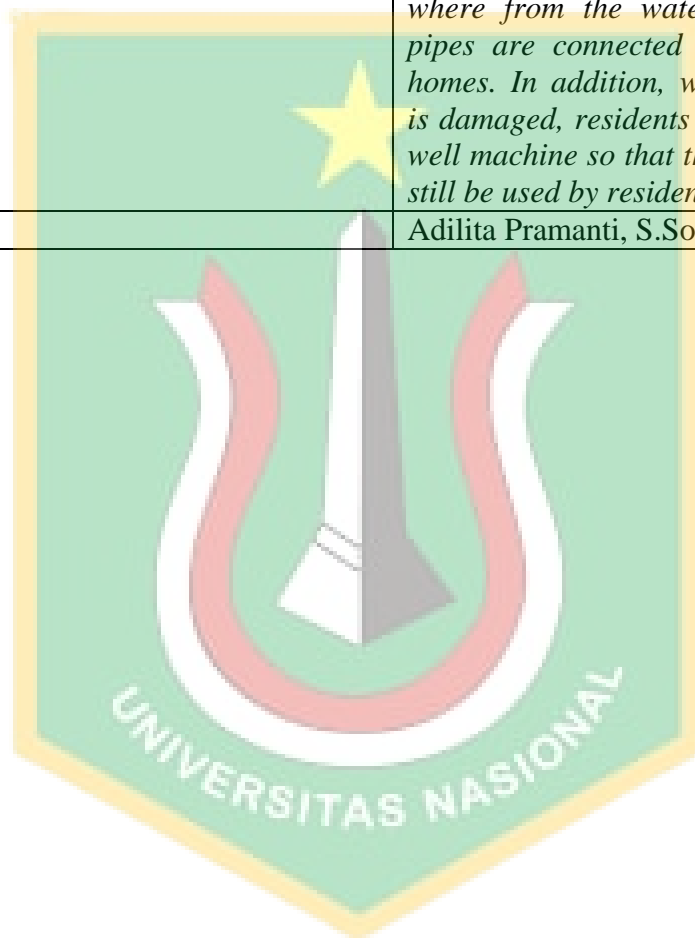 where from the wate
pipes are connected
homes. In addition, w
is damaged, residents
well machine so that th
still be used by residen
Adilita Pramanti, S.So
UNIVERSITAS NASIONAL